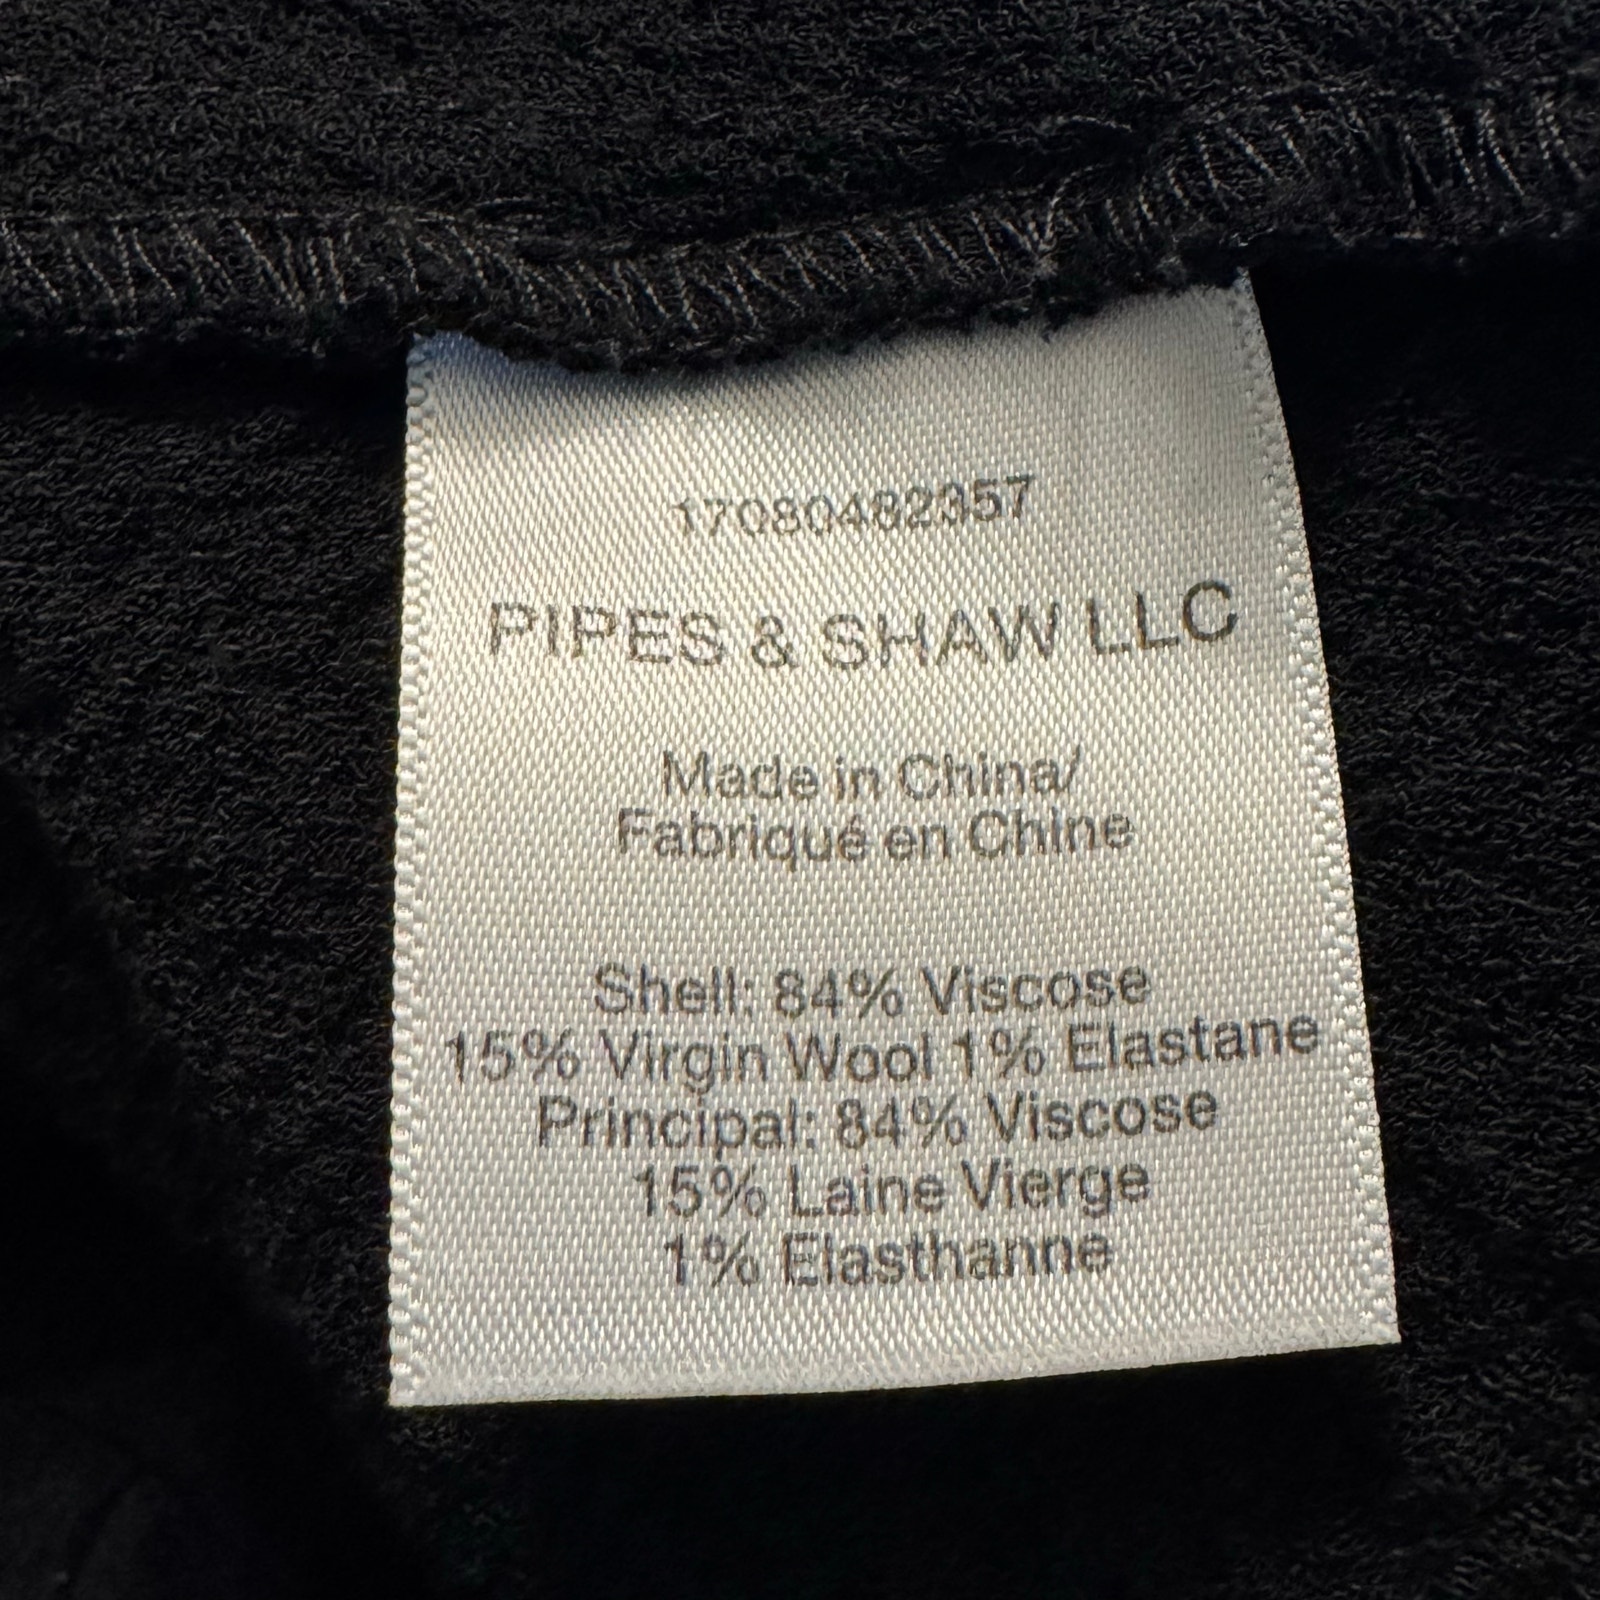 17080482357
PIPES & SHAW LLC
Made in China/
Fabriqué en Chine
Shell: 84% Viscose
15% Virgin Wool 1% Elastane
Principal: 84% Viscose
15% Laine Vierge
1% Elasthanne